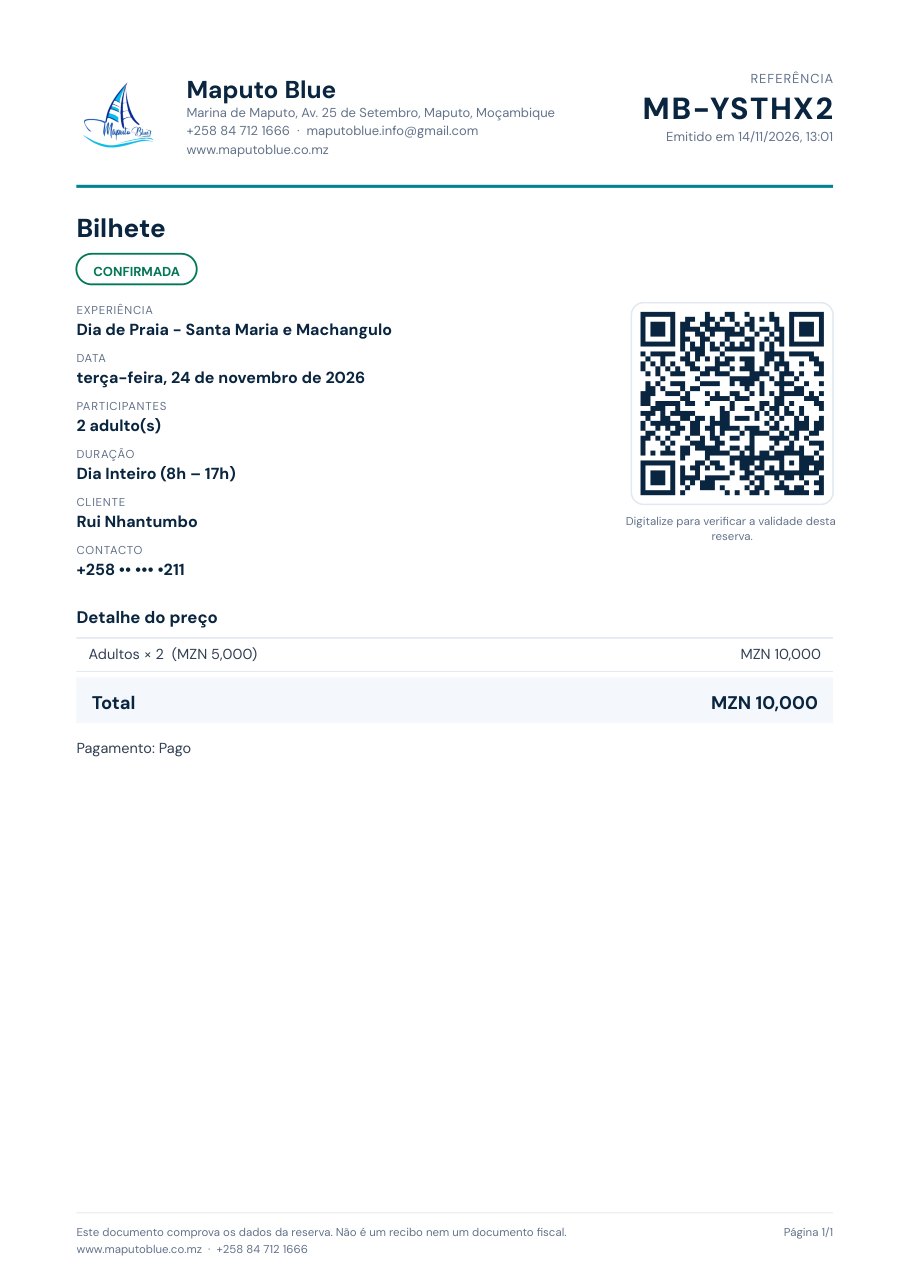 Maputo Blue
Maputo Blue
Marina de Maputo, Av. 25 de Setembro, Maputo, Moçambique
+258 84 712 1666 · maputoblue.info@gmail.com
www.maputoblue.co.mz
REFERÊNCIA
MB-YSTHX2
Emitido em 14/11/2026, 13:01
Bilhete
CONFIRMADA
EXPERIÊNCIA
Dia de Praia - Santa Maria e Machangulo
DATA
terça-feira, 24 de novembro de 2026
PARTICIPANTES
2 adulto(s)
DURAÇÃO
Dia Inteiro (8h – 17h)
CLIENTE
Rui Nhantumbo
CONTACTO
+258 •• ••• •211
Digitalize para verificar a validade desta
reserva.
Detalhe do preço
Adultos × 2 (MZN 5,000) MZN 10,000
Total MZN 10,000
Pagamento: Pago
Este documento comprova os dados da reserva. Não é um recibo nem um documento fiscal. Página 1/1
www.maputoblue.co.mz · +258 84 712 1666